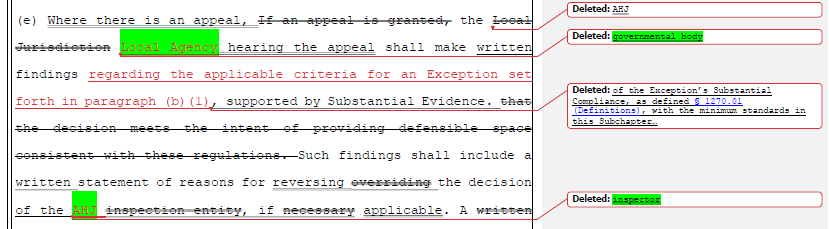 (e) Where there is an appeal, If an appeal is granted, the Local
Jurisdiction Local Agency hearing the appeal shall make written
findings regarding the applicable criteria for an Exception set
forth in paragraph (b)(1), supported by Substantial Evidence. that
the decision meets the intent of providing defensible space
consistent with these regulations. Such findings shall include a
written statement of reasons for reversing overriding the decision
of the AHJ inspection entity, if necessary applicable. A written
Deleted: AHJ
Deleted: governmental body
Deleted: of the Exception's Substantial
Compliance, as defined § 1270.01
(Definitions), with the minimum standards in
this Subchapter…
Deleted: inspector